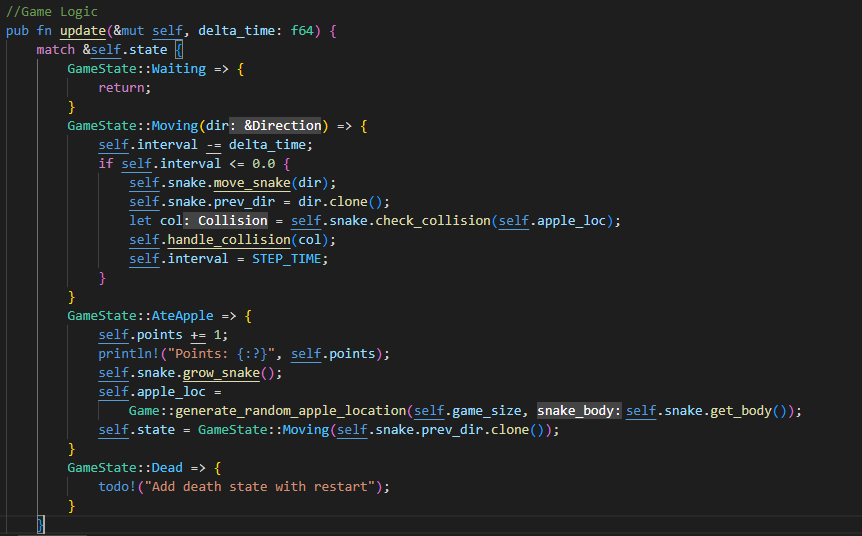 //Game Logic
pub fn update(&mut self, delta_time: f64) {
match &self.state {
GameState::Waiting => {
return;
}
GameState::Moving(dir: &Direction) => {
self.interval -= delta_time;
if self.interval <= 0.0 {
self.snake.move_snake(dir);
self.snake.prev_dir = dir.clone();
let col: Collision = self.snake.check_collision(self.apple_loc);
self.handle_collision(col);
self.interval = STEP_TIME;
}
}
GameState::AteApple => {
self.points += 1;
println!("Points: {:?}", self.points);
self.snake.grow_snake();
self.apple_loc =
Game::generate_random_apple_location(self.game_size, snake_body: self.snake.get_body());
self.state = GameState::Moving(self.snake.prev_dir.clone());
}
GameState::Dead => {
todo!("Add death state with restart");
}
}